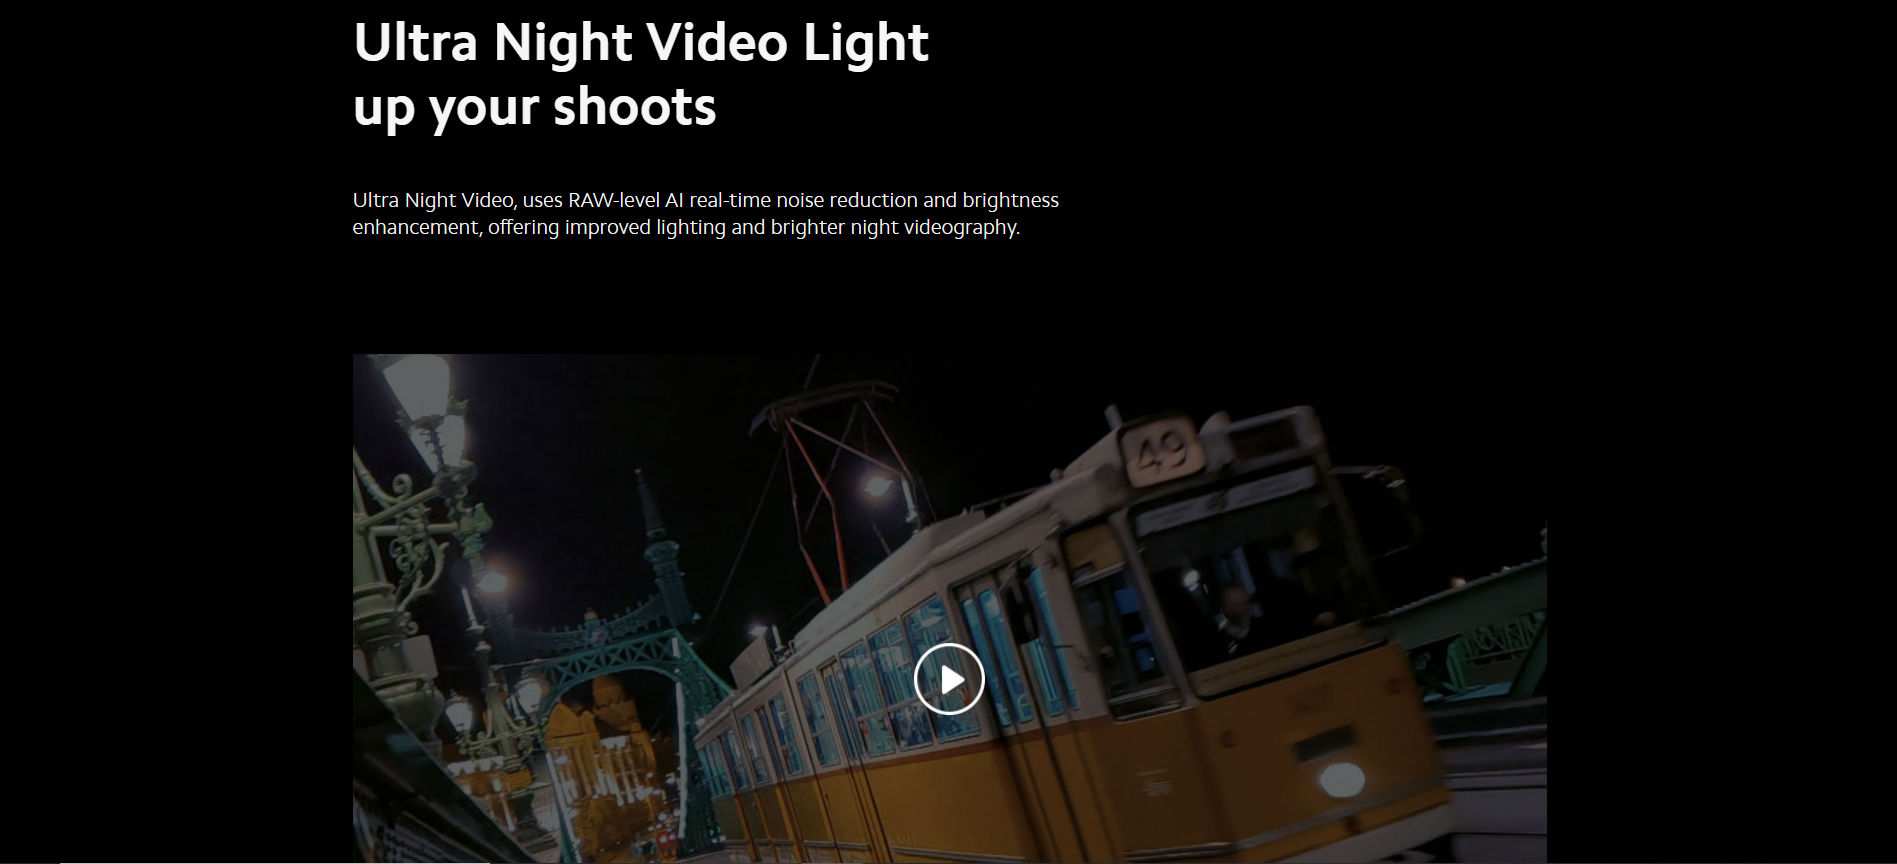 Ultra Night Video Light
up your shoots
Ultra Night Video, uses RAW-level AI real-time noise reduction and brightness
enhancement, offering improved lighting and brighter night videography.
49